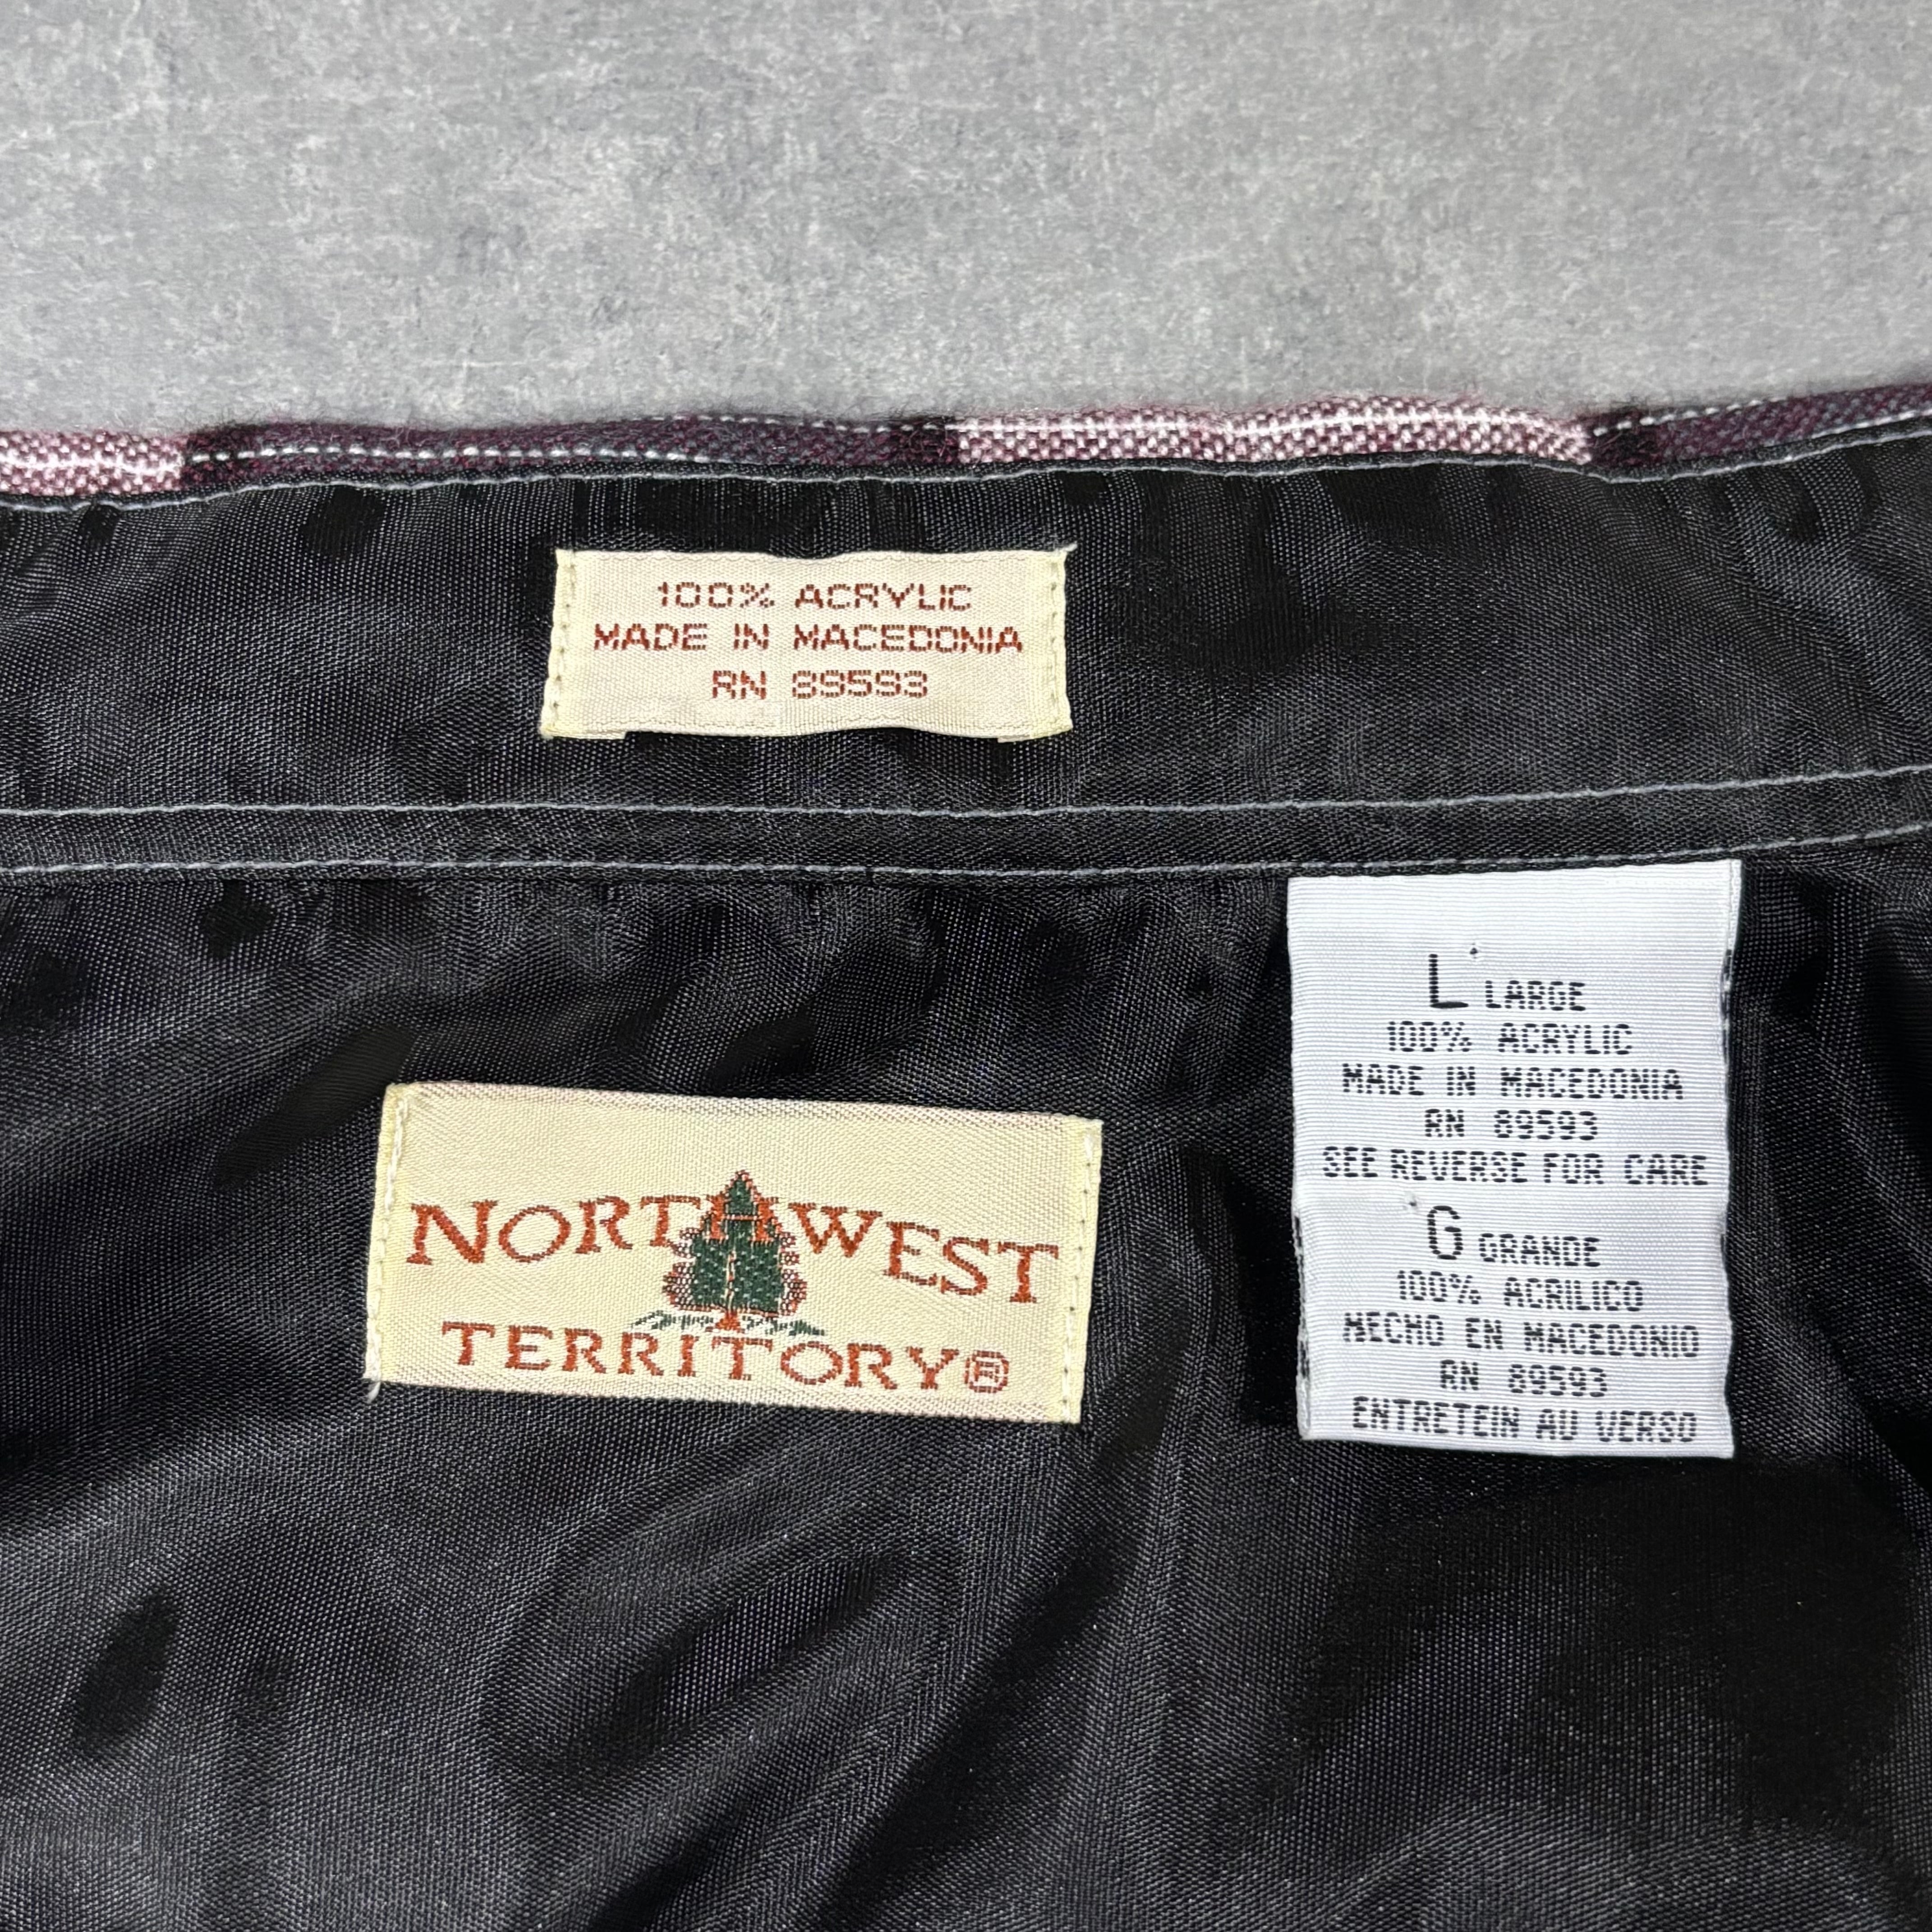 100% ACRYLIC
MADE IN MACEDONIA
RN 89593
NORTHWEST
TERRITORY®
L LARGE
100% ACRYLIC
MADE IN MACEDONIA
RN 89593
SEE REVERSE FOR CARE
G GRANDE
100% ACRILICO
HECHO EN MACEDONIO
RN 89593
ENTRETEIN AU VERSO